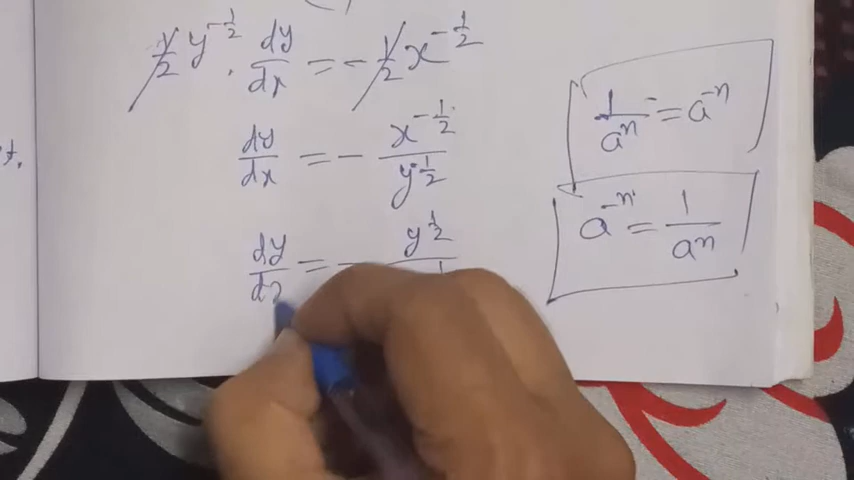 1/2 y^{-1/2} . dy/dx = - 1/2 x^{-1/2}
dy/dx = - x^{-1/2} / y^{-1/2}
dy/dx = - y^{1/2}
1/a^n = a^{-n}
a^{-n} = 1/a^n